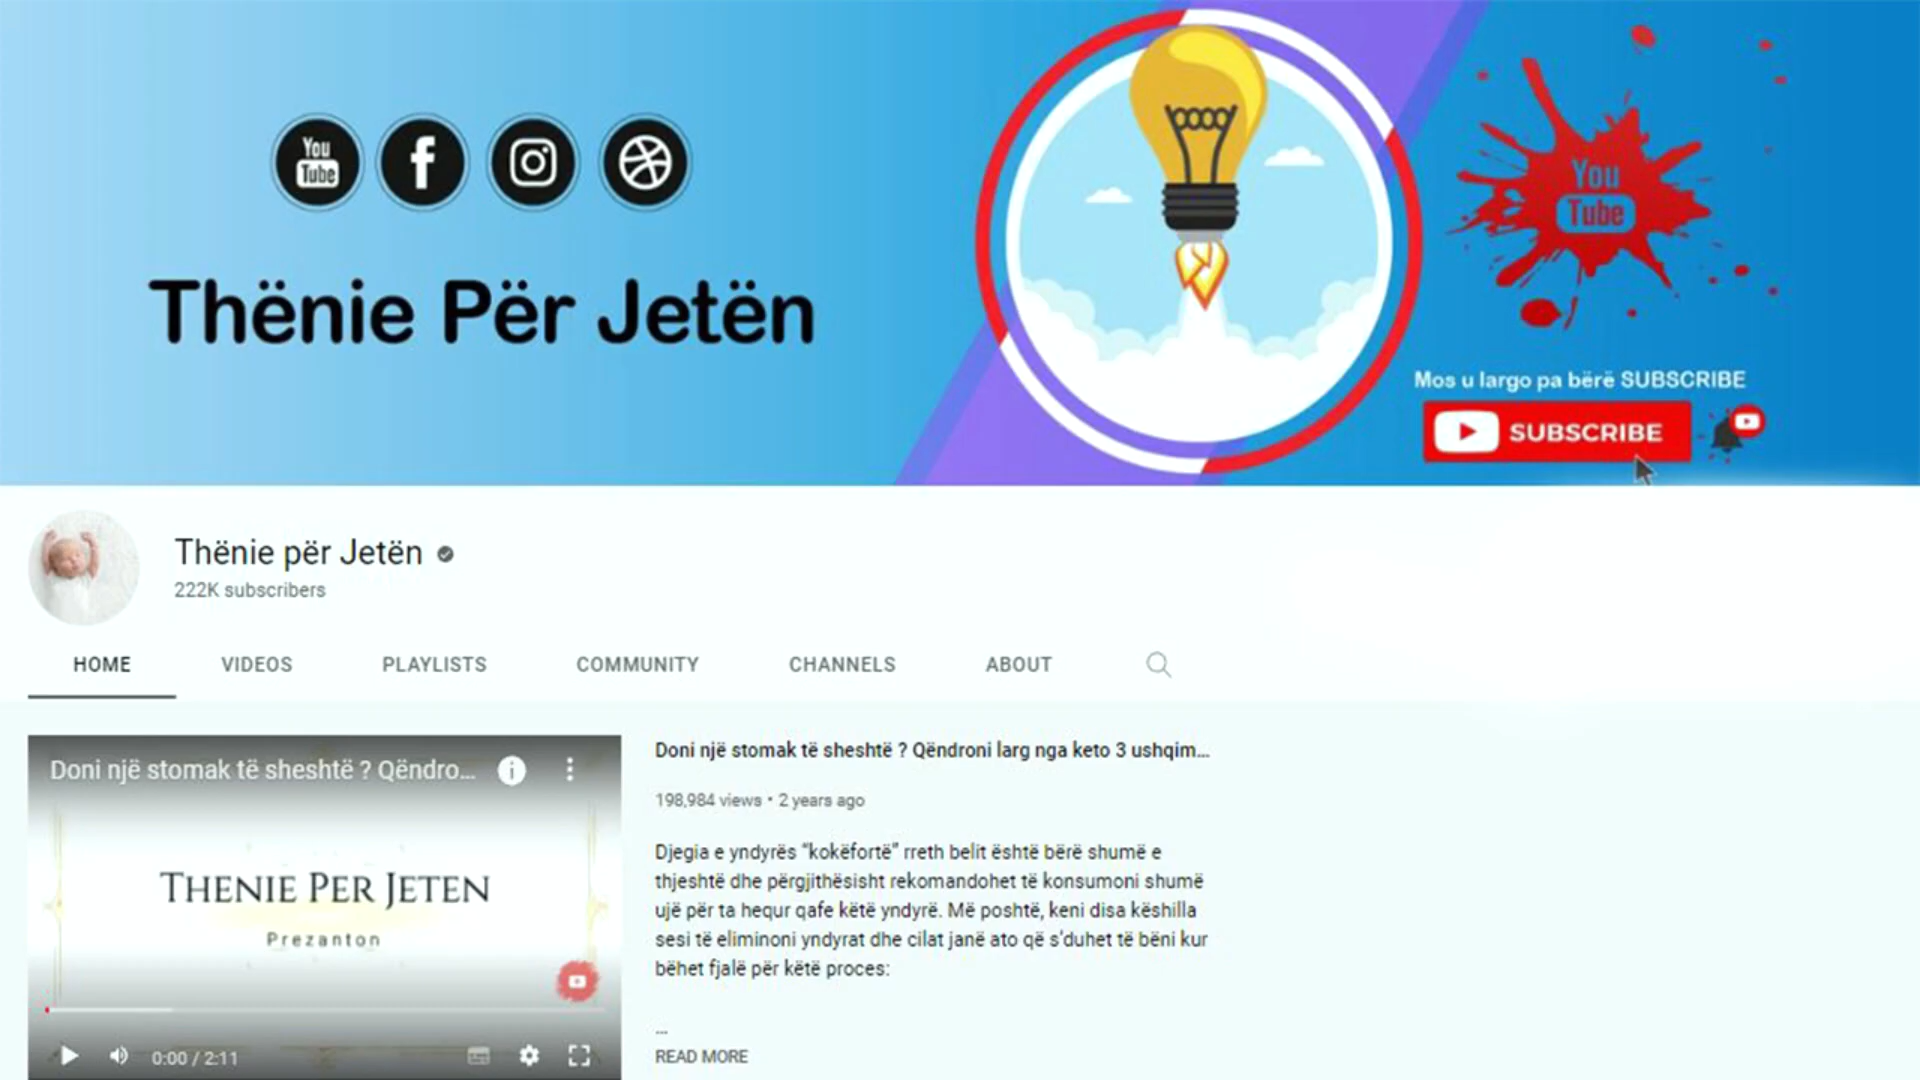 You
Tube
Thënie Për Jetën
You
Tube
Mos u largo pa bërë SUBSCRIBE
SUBSCRIBE
Thënie për Jetën
222K subscribers
HOME VIDEOS PLAYLISTS COMMUNITY CHANNELS ABOUT
Doni një stomak të sheshtë ? Qëndro...
THENIE PER JETEN
Prezanton
0:00 / 2:11
Doni një stomak të sheshtë ? Qëndroni larg nga keto 3 ushqim...
198,984 views • 2 years ago
Djegia e yndyrës “kokëfortë” rreth belit është bërë shumë e
thjeshtë dhe përgjithësisht rekomandohet të konsumoni shumë
ujë për ta hequr qafe këtë yndyrë. Më poshtë, keni disa këshilla
sesi të eliminoni yndyrat dhe cilat janë ato që s'duhet të bëni kur
bëhet fjalë për këtë proces:
...
READ MORE